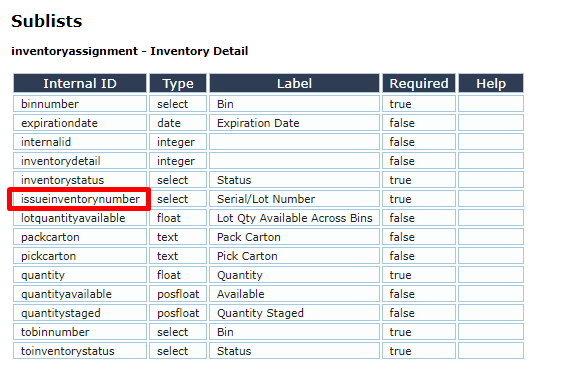 Sublists
inventoryassignment - Inventory Detail
Internal ID Type Label Required Help
binnumber select Bin true
expirationdate date Expiration Date false
internalid integer false
inventorydetail integer false
inventorystatus select Status true
issueinventorynumber select Serial/Lot Number true
lotquantityavailable float Lot Qty Available Across Bins false
packcarton text Pack Carton false
pickcarton text Pick Carton false
quantity float Quantity true
quantityavailable posfloat Available false
quantitystaged posfloat Quantity Staged false
tobinnumber select Bin true
toinventorystatus select Status true